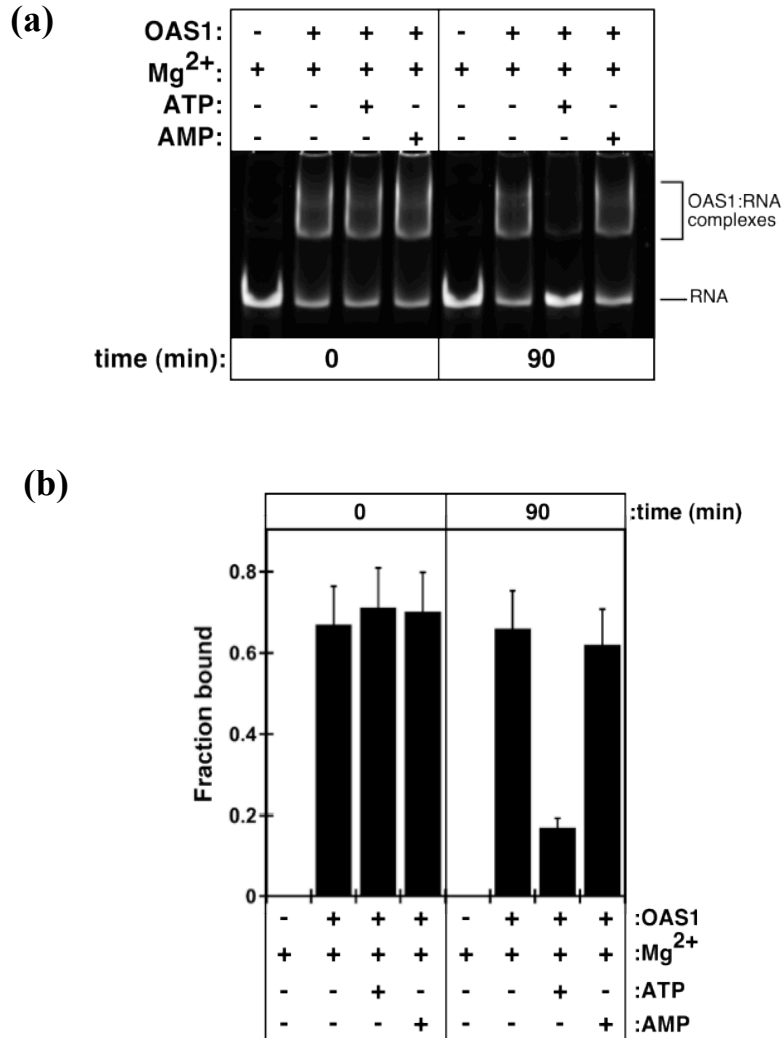 (a)
OAS1: - + + + - + + +
Mg2+: + + + + + + + +
ATP: - - + - - - + -
AMP: - - - + - - - +
OAS1:RNA
complexes
RNA
time (min): 0 90
(b)
0 90 :time (min)
0.8
0.6
0.4
0.2
0
Fraction bound
- + + + - + + + :OAS1
+ + + + + + + + :Mg2+
- - + - - - + - :ATP
- - - + - - - + :AMP